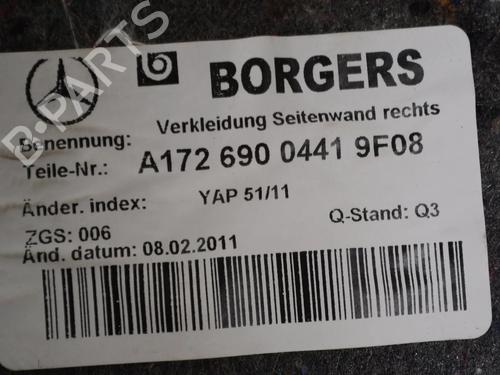 BORGERS
Benennung: Verkleidung Seitenwand rechts
Teile-Nr.: A172 690 0441 9F08
Änder. index: YAP 51/11
Q-Stand: Q3
ZGS: 006
Änd. datum: 08.02.2011
B-PARTS